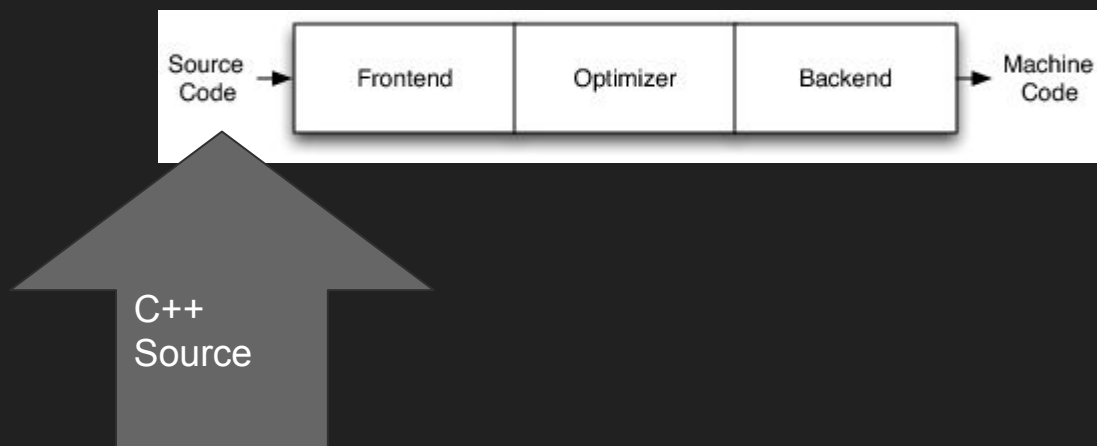 Source
Code
Frontend
Optimizer
Backend
Machine
Code
C++
Source